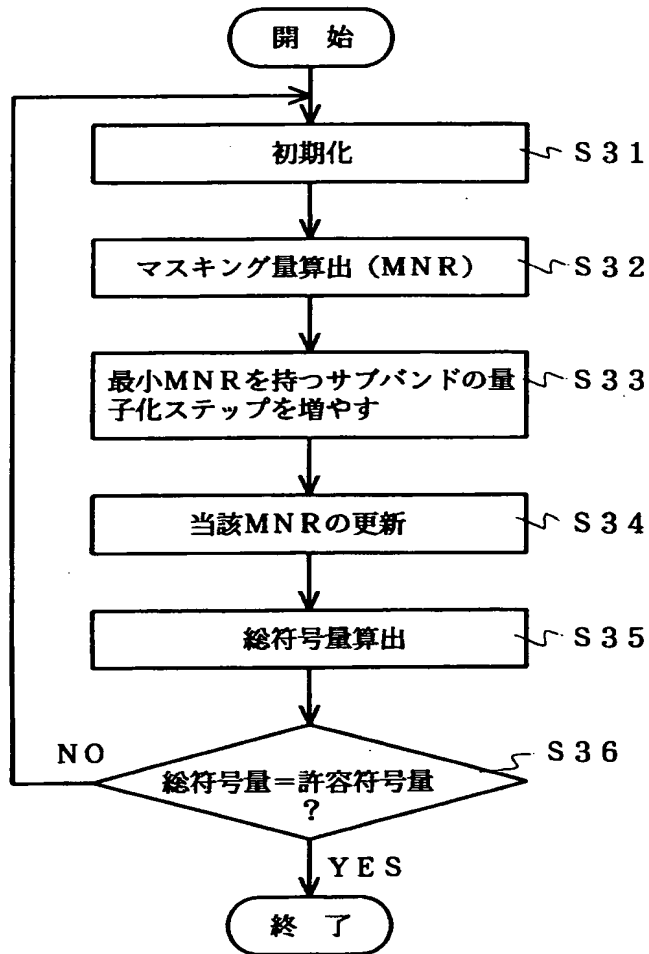 開 始
初期化
S31
マスキング量算出（MNR）
S32
最小MNRを持つサブバンドの量
子化ステップを増やす
S33
当該MNRの更新
S34
総符号量算出
S35
NO
S36
総符号量＝許容符号量
？
YES
終 了